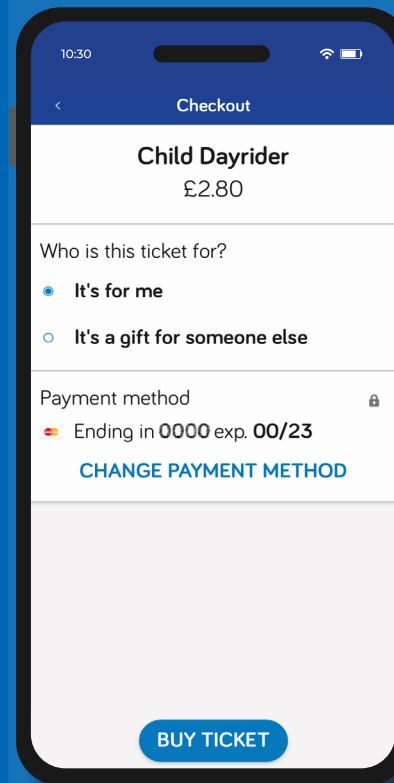 10:30
< Checkout
Child Dayrider
£2.80
Who is this ticket for?
It's for me
It's a gift for someone else
Payment method
Ending in 0000 exp. 00/23
CHANGE PAYMENT METHOD
BUY TICKET